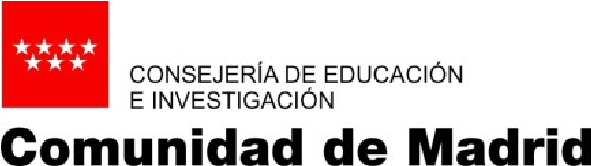 CONSEJERÍA DE EDUCACIÓN
E INVESTIGACIÓN
Comunidad de Madrid